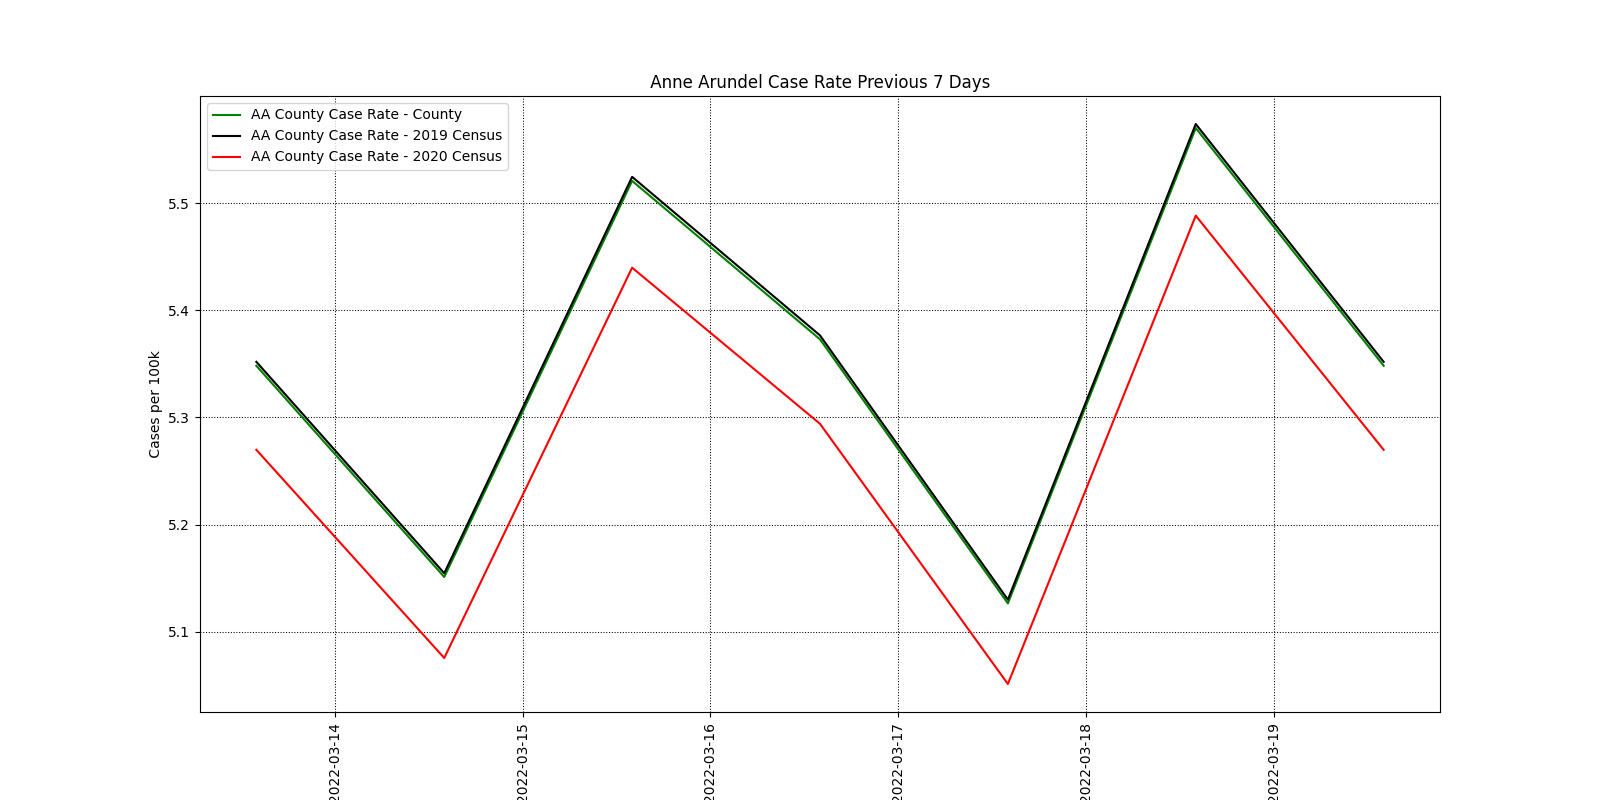 Anne Arundel Case Rate Previous 7 Days
AA County Case Rate - County
AA County Case Rate - 2019 Census
AA County Case Rate - 2020 Census
Cases per 100k
5.5
5.4
5.3
5.2
5.1
2022-03-14
2022-03-15
2022-03-16
2022-03-17
2022-03-18
2022-03-19